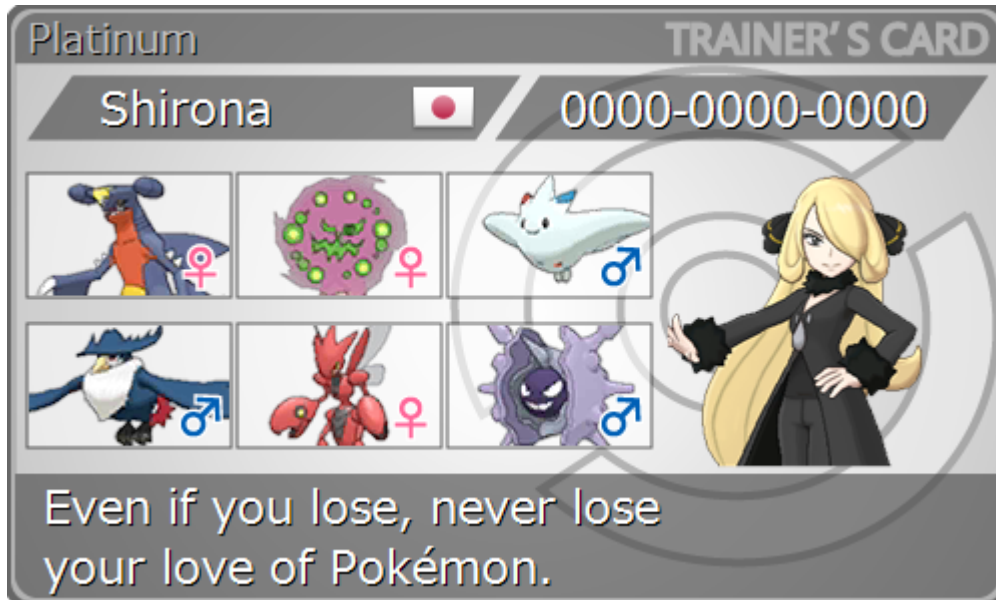 Platinum
TRAINER'S CARD
Shirona
0000-0000-0000
♀
♀
♂
♂
♀
♂
Even if you lose, never lose
your love of Pokémon.